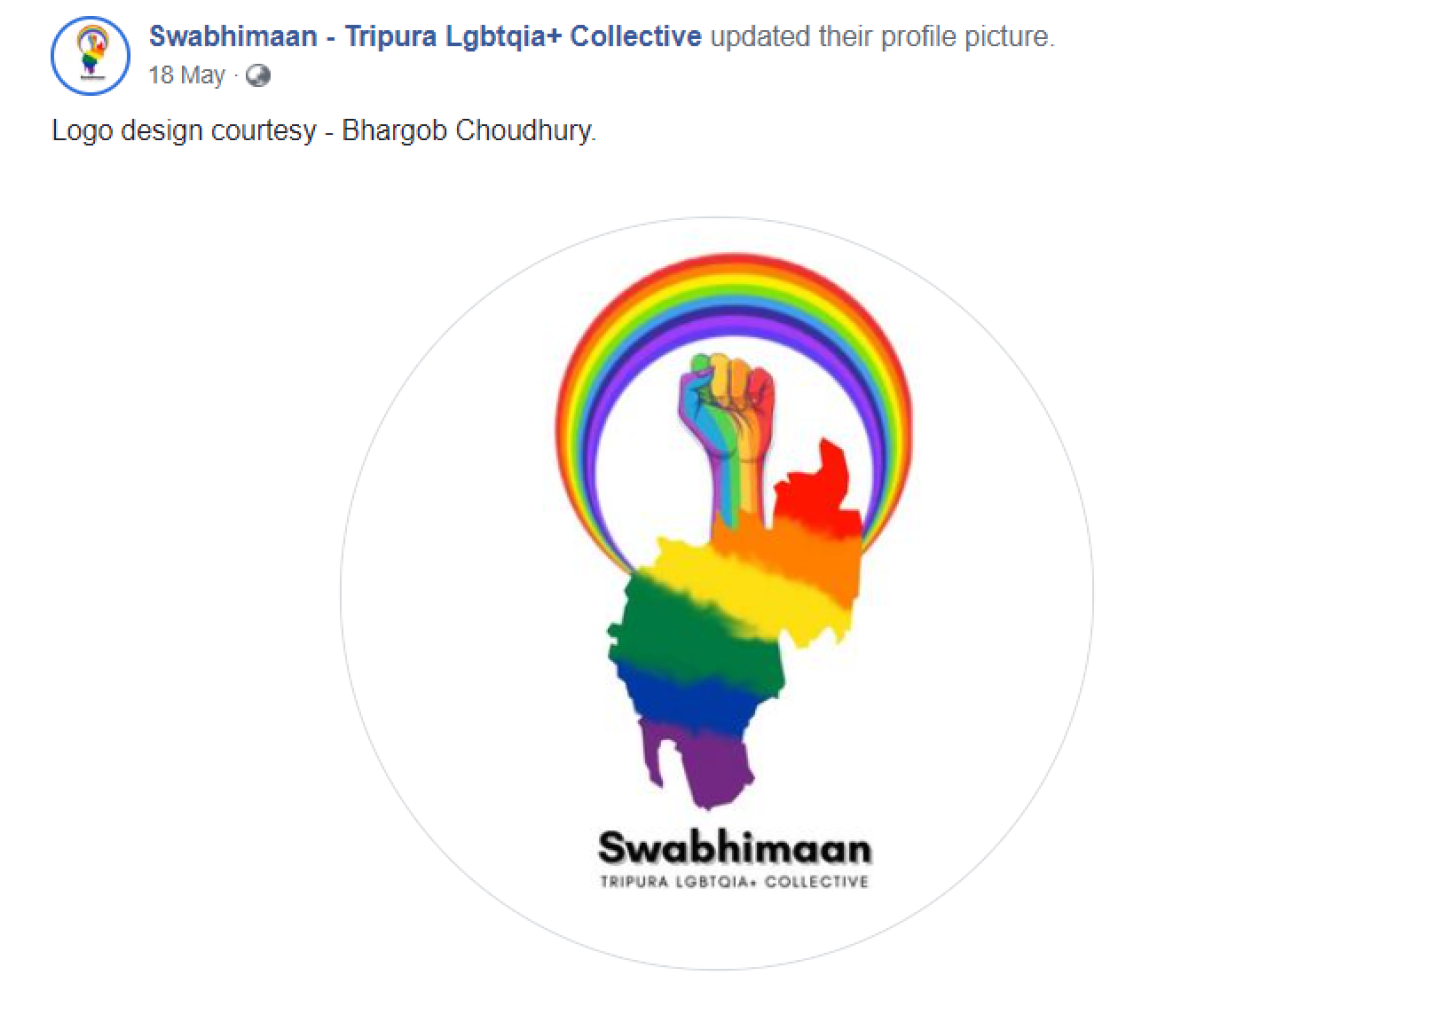 Swabhimaan - Tripura Lgbtqia+ Collective updated their profile picture.
18 May ·
Logo design courtesy - Bhargob Choudhury.
Swabhimaan
TRIPURA LGBTQIA+ COLLECTIVE